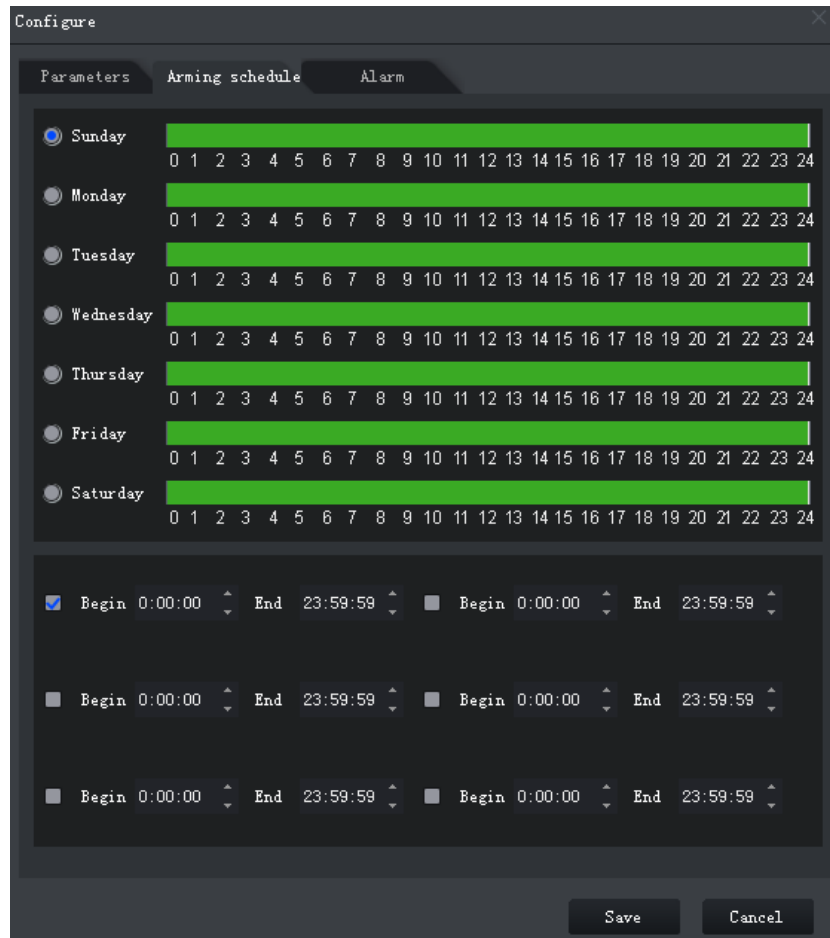 Configure
Parameters Arming schedule Alarm
Sunday
0 1 2 3 4 5 6 7 8 9 10 11 12 13 14 15 16 17 18 19 20 21 22 23 24
Monday
0 1 2 3 4 5 6 7 8 9 10 11 12 13 14 15 16 17 18 19 20 21 22 23 24
Tuesday
0 1 2 3 4 5 6 7 8 9 10 11 12 13 14 15 16 17 18 19 20 21 22 23 24
Wednesday
0 1 2 3 4 5 6 7 8 9 10 11 12 13 14 15 16 17 18 19 20 21 22 23 24
Thursday
0 1 2 3 4 5 6 7 8 9 10 11 12 13 14 15 16 17 18 19 20 21 22 23 24
Friday
0 1 2 3 4 5 6 7 8 9 10 11 12 13 14 15 16 17 18 19 20 21 22 23 24
Saturday
0 1 2 3 4 5 6 7 8 9 10 11 12 13 14 15 16 17 18 19 20 21 22 23 24
Begin 0:00:00 End 23:59:59 Begin 0:00:00 End 23:59:59
Begin 0:00:00 End 23:59:59 Begin 0:00:00 End 23:59:59
Begin 0:00:00 End 23:59:59 Begin 0:00:00 End 23:59:59
Save Cancel